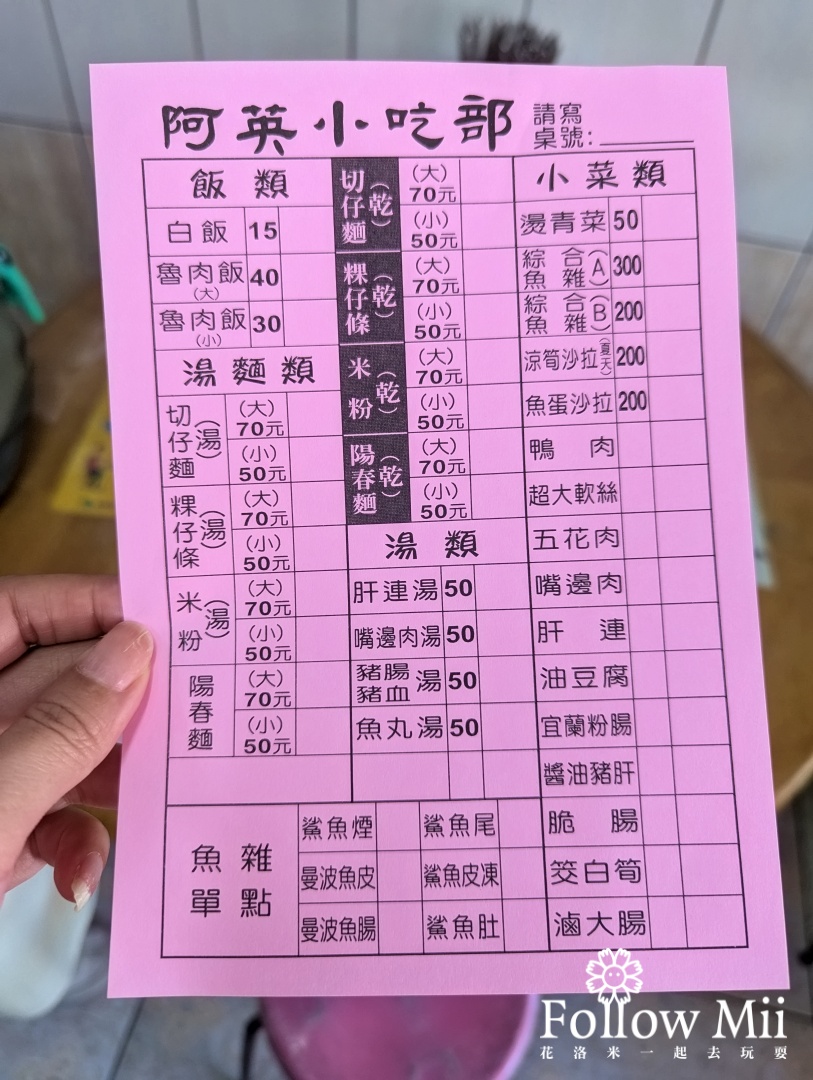 阿英小吃部
請寫
桌號：
飯類
白飯 15
魯肉飯(大) 40
魯肉飯(小) 30
湯麵類
切仔麵(湯)
(大) 70元
(小) 50元
粿仔條(湯)
(大) 70元
(小) 50元
米粉(湯)
(大) 70元
(小) 50元
陽春麵
(大) 70元
(小) 50元
切仔麵(乾)
(大) 70元
(小) 50元
粿仔條(乾)
(大) 70元
(小) 50元
米粉(乾)
(大) 70元
(小) 50元
陽春麵(乾)
(大) 70元
(小) 50元
湯類
肝連湯 50
嘴邊肉湯 50
豬腸豬血湯 50
魚丸湯 50
小菜類
燙青菜 50
綜合魚雜(A) 300
綜合魚雜(B) 200
涼筍沙拉(夏天) 200
魚蛋沙拉 200
鴨肉
超大軟絲
五花肉
嘴邊肉
肝連
油豆腐
宜蘭粉腸
醬油豬肝
脆腸
筊白筍
滷大腸
魚雜單點
鯊魚煙
鯊魚尾
曼波魚皮
鯊魚皮凍
曼波魚腸
鯊魚肚
Follow Mii
花洛米一起去玩耍